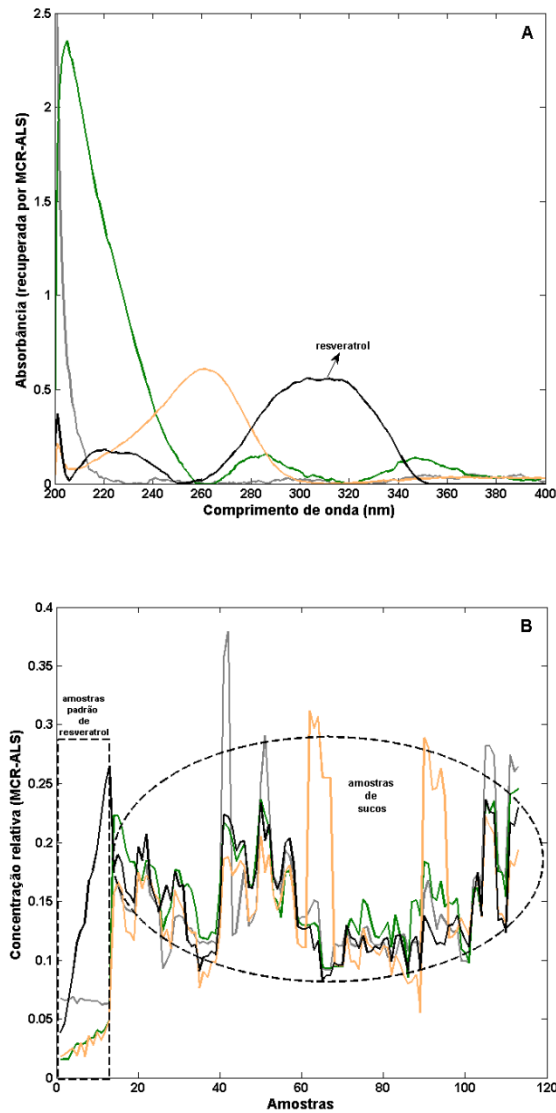 A
2.5
2
1.5
1
0.5
0
Absorbância (recuperada por MCR-ALS)
resveratrol
200 220 240 260 280 300 320 340 360 380 400
Comprimento de onda (nm)
B
0.4
0.35
0.3
0.25
0.2
0.15
0.1
0.05
0
Concentração relativa (MCR-ALS)
amostras
padrão
de
resveratrol
amostras
de
sucos
0 20 40 60 80 100 120
Amostras